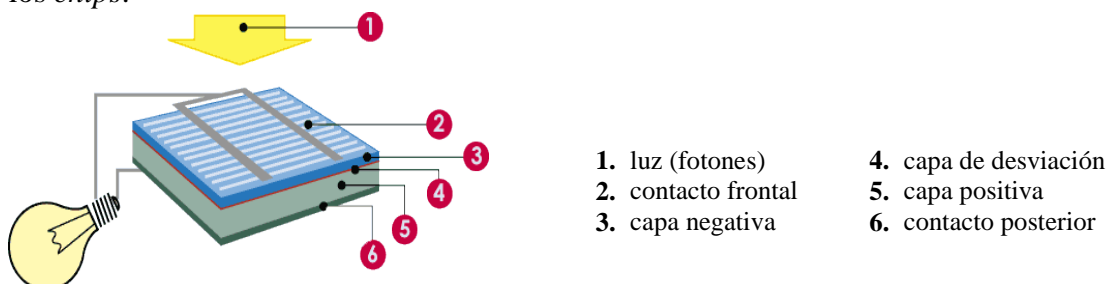 los chips.
1
2
3
4
5
6
1. luz (fotones)
2. contacto frontal
3. capa negativa
4. capa de desviación
5. capa positiva
6. contacto posterior